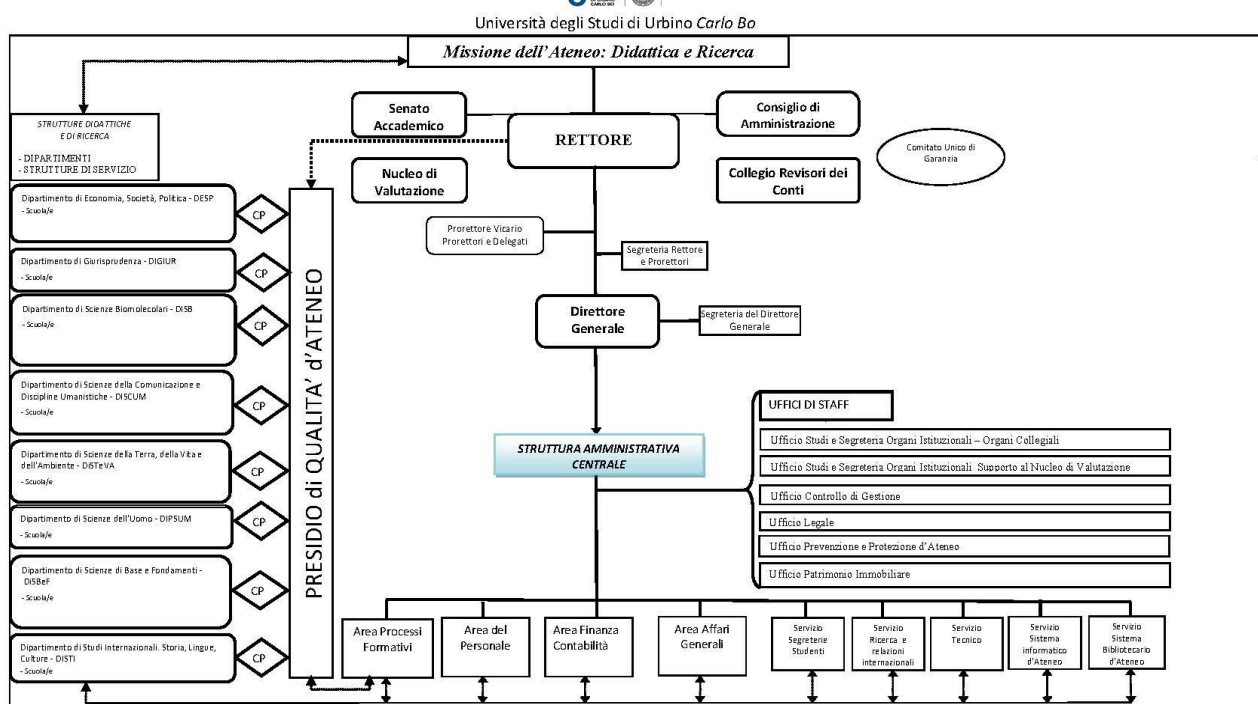 CARLO BO
Università degli Studi di Urbino Carlo Bo
Missione dell'Ateneo: Didattica e Ricerca
STRUTTURE DIDATTICHE
E DI RICERCA
- DIPARTIMENTI
- STRUTTURE DI SERVIZIO
Senato
Accademico
RETTORE
Consiglio di
Amministrazione
Nucleo di
Valutazione
Collegio Revisori dei
Conti
Comitato Unico di
Garanzia
Prorettore Vicario
Prorettori e Delegati
Segreteria Rettore
e Prorettori
Direttore
Generale
Segreteria del Direttore
Generale
Dipartimento di Economia, Società, Politica - DESP
- Scuola/e
CP
Dipartimento di Giurisprudenza - DIGIUR
- Scuola/e
CP
Dipartimento di Scienze Biomolecolari - DISB
- Scuola/e
CP
Dipartimento di Scienze della Comunicazione e
Discipline Umanistiche - DISCUM
- Scuola/e
CP
Dipartimento di Scienze della Terra, della Vita e
dell'Ambiente - DiSTeVA
- Scuola/e
CP
Dipartimento di Scienze dell'Uomo - DIPSUM
- Scuola/e
CP
Dipartimento di Scienze di Base e Fondamenti -
DiSBeF
- Scuola/e
CP
Dipartimento di Studi Internazionali. Storia, Lingue,
Culture - DISTI
- Scuola/e
CP
PRESIDIO di QUALITA' d'ATENEO
STRUTTURA AMMINISTRATIVA
CENTRALE
UFFICI DI STAFF
Ufficio Studi e Segreteria Organi Istituzionali – Organi Collegiali
Ufficio Studi e Segreteria Organi Istituzionali Supporto al Nucleo di Valutazione
Ufficio Controllo di Gestione
Ufficio Legale
Ufficio Prevenzione e Protezione d'Ateneo
Ufficio Patrimonio Immobiliare
Area Processi
Formativi
Area del
Personale
Area Finanza
Contabilità
Area Affari
Generali
Servizio
Segreterie
Studenti
Servizio
Ricerca e
relazioni
internazionali
Servizio
Tecnico
Servizio
Sistema
informatico
d'Ateneo
Servizio
Sistema
Bibliotecario
d'Ateneo